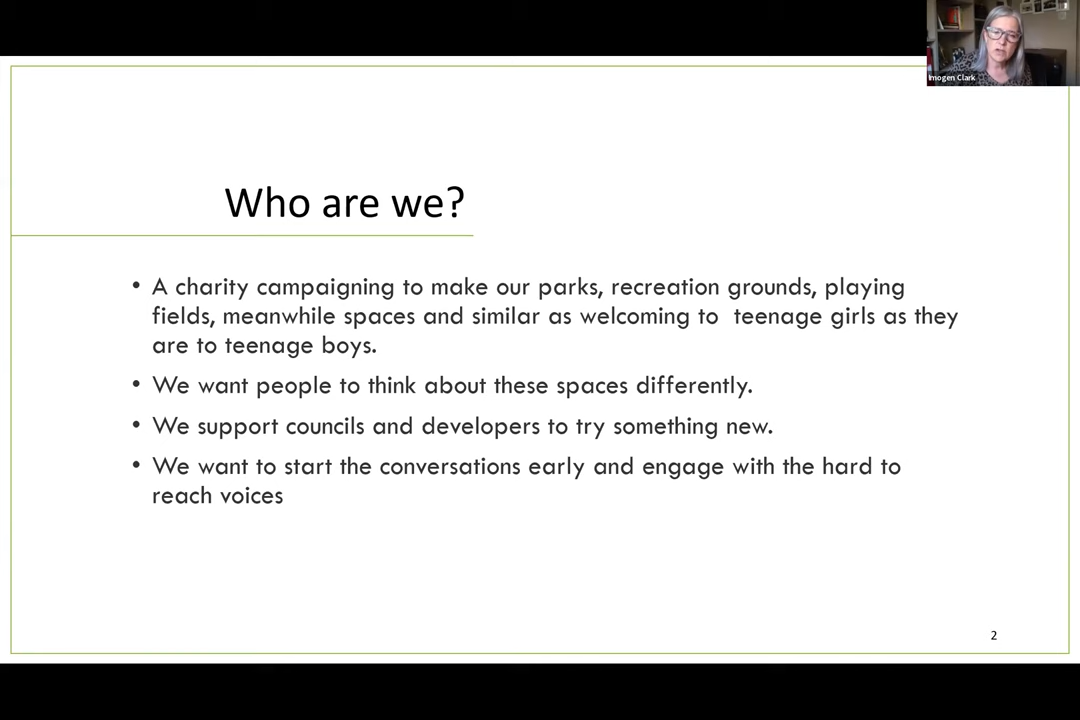 Imogen Clark
Who are we?
• A charity campaigning to make our parks, recreation grounds, playing
fields, meanwhile spaces and similar as welcoming to  teenage girls as they
are to teenage boys.
• We want people to think about these spaces differently.
• We support councils and developers to try something new.
• We want to start the conversations early and engage with the hard to
reach voices
2